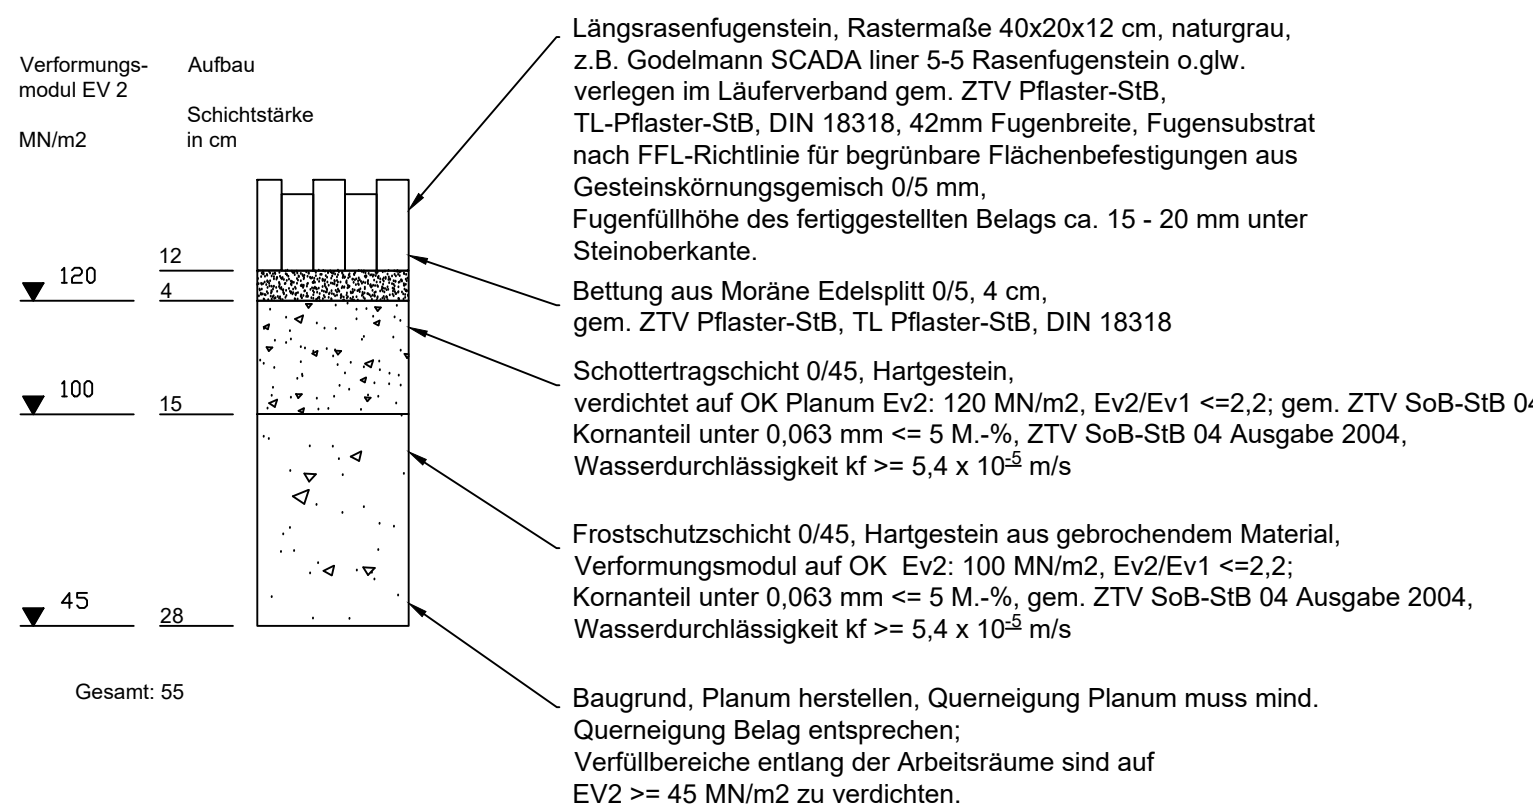 Verformungs-
modul EV 2
MN/m2
Aufbau
Schichtstärke
in cm
12
120
4
100
15
45
28
Gesamt: 55
Längsrasenfugenstein, Rastermaße 40x20x12 cm, naturgrau,
z.B. Godelmann SCADA liner 5-5 Rasenfugenstein o.glw.
verlegen im Läuferverband gem. ZTV Pflaster-StB,
TL-Pflaster-StB, DIN 18318, 42mm Fugenbreite, Fugensubstrat
nach FFL-Richtlinie für begrünbare Flächenbefestigungen aus
Gesteinskörnungsgemisch 0/5 mm,
Fugenfüllhöhe des fertiggestellten Belags ca. 15 - 20 mm unter
Steinoberkante.
Bettung aus Moräne Edelsplitt 0/5, 4 cm,
gem. ZTV Pflaster-StB, TL Pflaster-StB, DIN 18318
Schottertragschicht 0/45, Hartgestein,
verdichtet auf OK Planum Ev2: 120 MN/m2, Ev2/Ev1 <=2,2; gem. ZTV SoB-StB 04
Kornanteil unter 0,063 mm <= 5 M.-%, ZTV SoB-StB 04 Ausgabe 2004,
Wasserdurchlässigkeit kf >= 5,4 x 10⁻⁵ m/s
Frostschutzschicht 0/45, Hartgestein aus gebrochendem Material,
Verformungsmodul auf OK Ev2: 100 MN/m2, Ev2/Ev1 <=2,2;
Kornanteil unter 0,063 mm <= 5 M.-%, gem. ZTV SoB-StB 04 Ausgabe 2004,
Wasserdurchlässigkeit kf >= 5,4 x 10⁻⁵ m/s
Baugrund, Planum herstellen, Querneigung Planum muss mind.
Querneigung Belag entsprechen;
Verfüllbereiche entlang der Arbeitsräume sind auf
EV2 >= 45 MN/m2 zu verdichten.